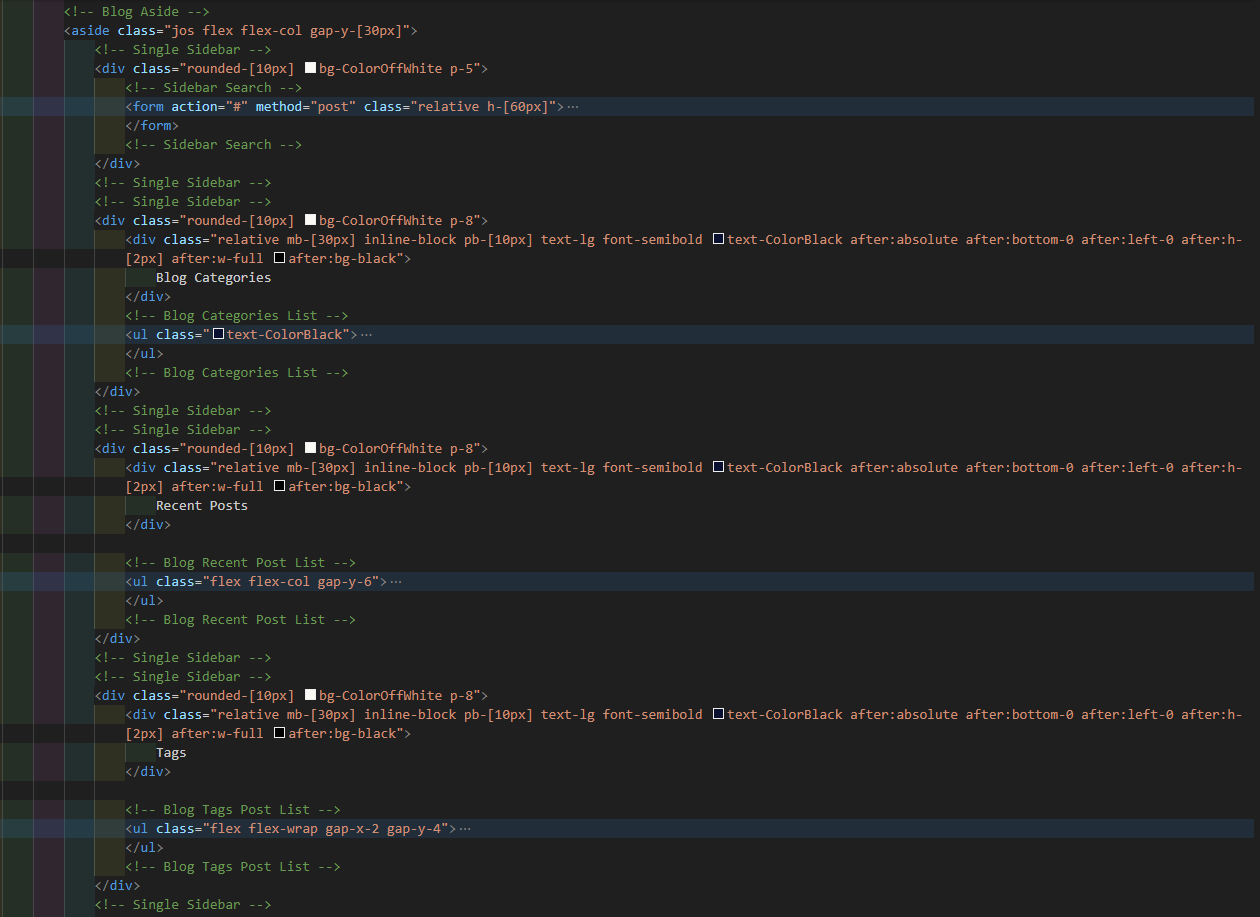 <!-- Blog Aside -->
<aside class="jos flex flex-col gap-y-[30px]">
<!-- Single Sidebar -->
<div class="rounded-[10px] bg-ColorOffWhite p-5">
<!-- Sidebar Search -->
<form action="#" method="post" class="relative h-[60px]">···
</form>
<!-- Sidebar Search -->
</div>
<!-- Single Sidebar -->
<!-- Single Sidebar -->
<div class="rounded-[10px] bg-ColorOffWhite p-8">
<div class="relative mb-[30px] inline-block pb-[10px] text-lg font-semibold text-ColorBlack after:absolute after:bottom-0 after:left-0 after:h-
[2px] after:w-full after:bg-black">
Blog Categories
</div>
<!-- Blog Categories List -->
<ul class="text-ColorBlack">···
</ul>
<!-- Blog Categories List -->
</div>
<!-- Single Sidebar -->
<!-- Single Sidebar -->
<div class="rounded-[10px] bg-ColorOffWhite p-8">
<div class="relative mb-[30px] inline-block pb-[10px] text-lg font-semibold text-ColorBlack after:absolute after:bottom-0 after:left-0 after:h-
[2px] after:w-full after:bg-black">
Recent Posts
</div>
<!-- Blog Recent Post List -->
<ul class="flex flex-col gap-y-6">···
</ul>
<!-- Blog Recent Post List -->
</div>
<!-- Single Sidebar -->
<!-- Single Sidebar -->
<div class="rounded-[10px] bg-ColorOffWhite p-8">
<div class="relative mb-[30px] inline-block pb-[10px] text-lg font-semibold text-ColorBlack after:absolute after:bottom-0 after:left-0 after:h-
[2px] after:w-full after:bg-black">
Tags
</div>
<!-- Blog Tags Post List -->
<ul class="flex flex-wrap gap-x-2 gap-y-4">···
</ul>
<!-- Blog Tags Post List -->
</div>
<!-- Single Sidebar -->